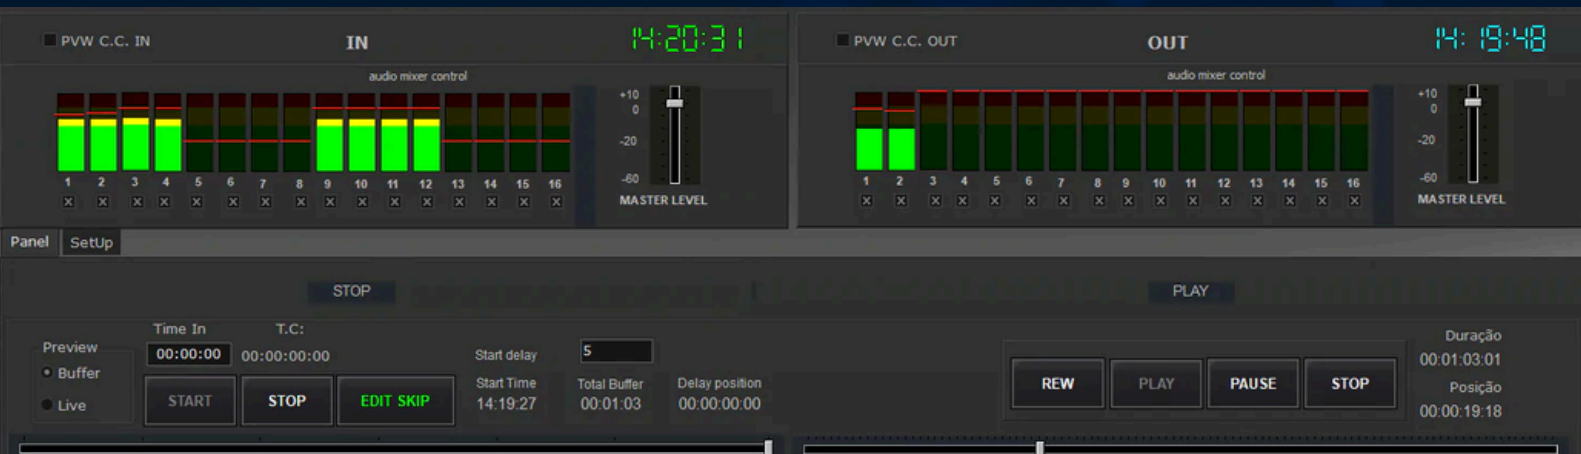 PVW C.C. IN IN 14:20:31
audio mixer control
+10
0
-20
-60
1 2 3 4 5 6 7 8 9 10 11 12 13 14 15 16
X X X X X X X X X X X X X X X X
MASTER LEVEL
PVW C.C. OUT OUT 14:19:48
audio mixer control
+10
0
-20
-60
1 2 3 4 5 6 7 8 9 10 11 12 13 14 15 16
X X X X X X X X X X X X X X X X
MASTER LEVEL
Panel SetUp
STOP
Preview
Buffer
Live
Time In T.C:
00:00:00 00:00:00:00
START STOP EDIT SKIP
Start delay 5
Start Time Total Buffer Delay position
14:19:27 00:01:03 00:00:00:00
PLAY
REW PLAY PAUSE STOP
Duração
00:01:03:01
Posição
00:00:19:18